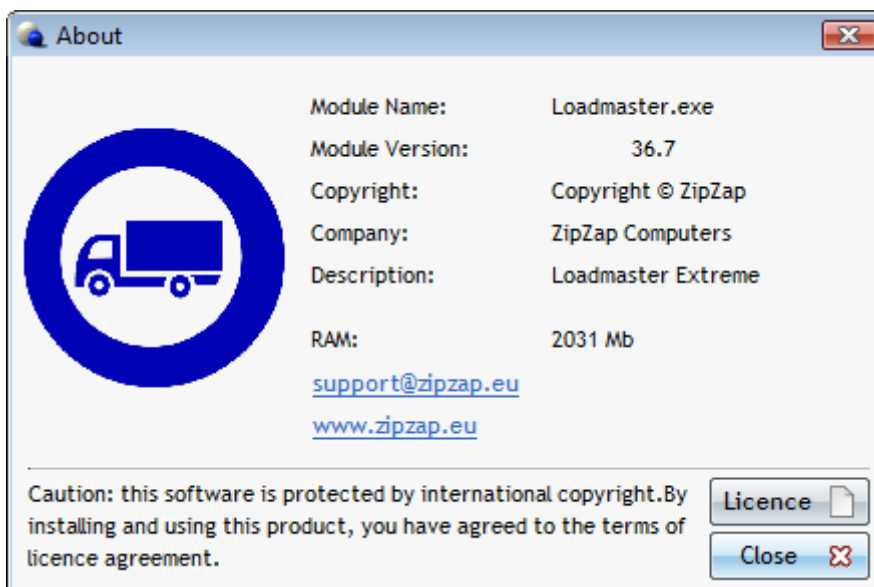 About
Module Name: Loadmaster.exe
Module Version: 36.7
Copyright: Copyright © ZipZap
Company: ZipZap Computers
Description: Loadmaster Extreme
RAM: 2031 Mb
support@zipzap.eu
www.zipzap.eu
Caution: this software is protected by international copyright.By
installing and using this product, you have agreed to the terms of
licence agreement.
Licence
Close